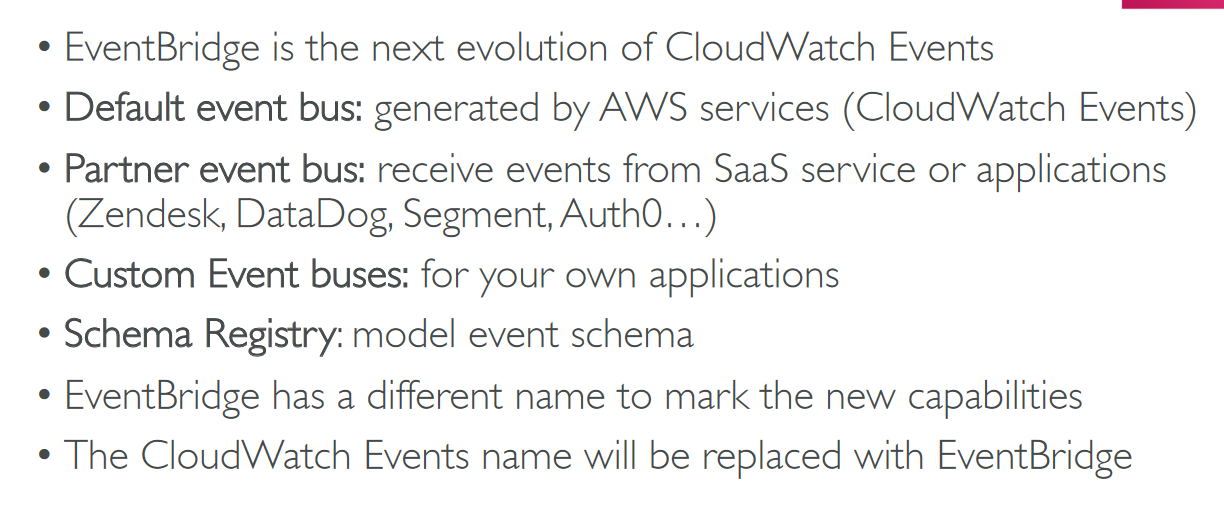 • EventBridge is the next evolution of CloudWatch Events
• Default event bus: generated by AWS services (CloudWatch Events)
• Partner event bus: receive events from SaaS service or applications
(Zendesk, DataDog, Segment, Auth0…)
• Custom Event buses: for your own applications
• Schema Registry: model event schema
• EventBridge has a different name to mark the new capabilities
• The CloudWatch Events name will be replaced with EventBridge